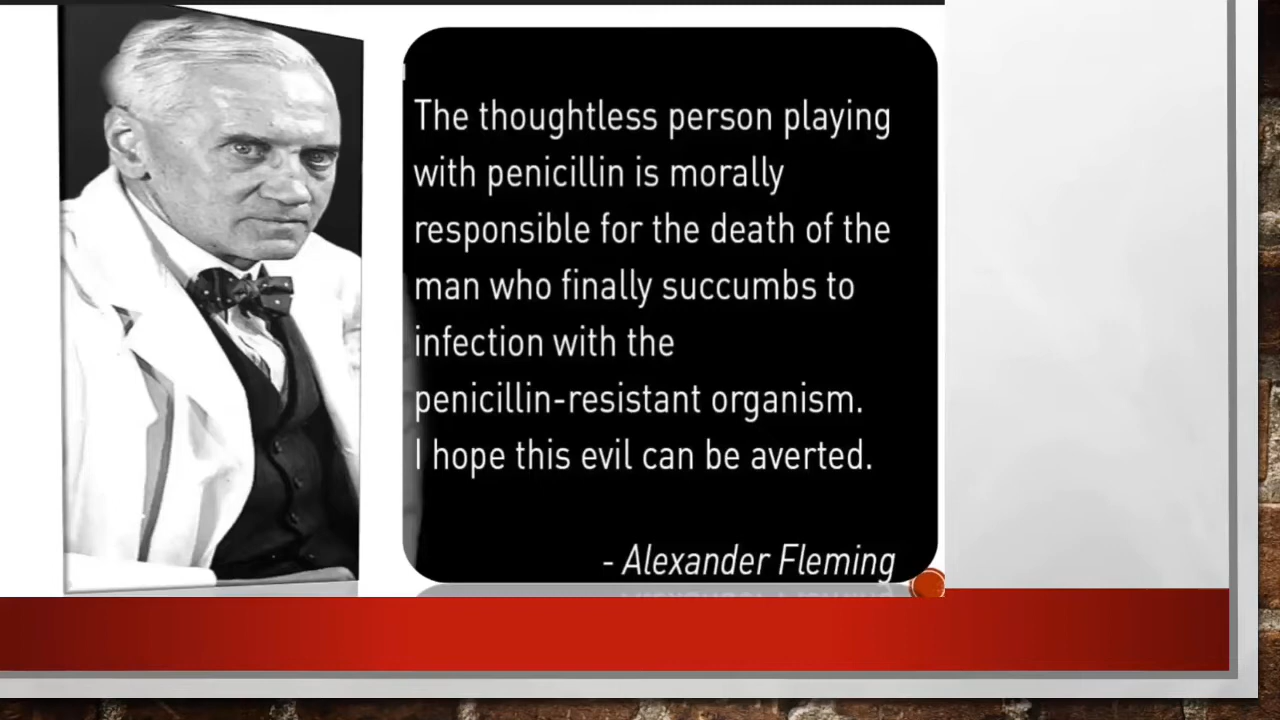 The thoughtless person playing
with penicillin is morally
responsible for the death of the
man who finally succumbs to
infection with the
penicillin-resistant organism.
I hope this evil can be averted.
- Alexander Fleming